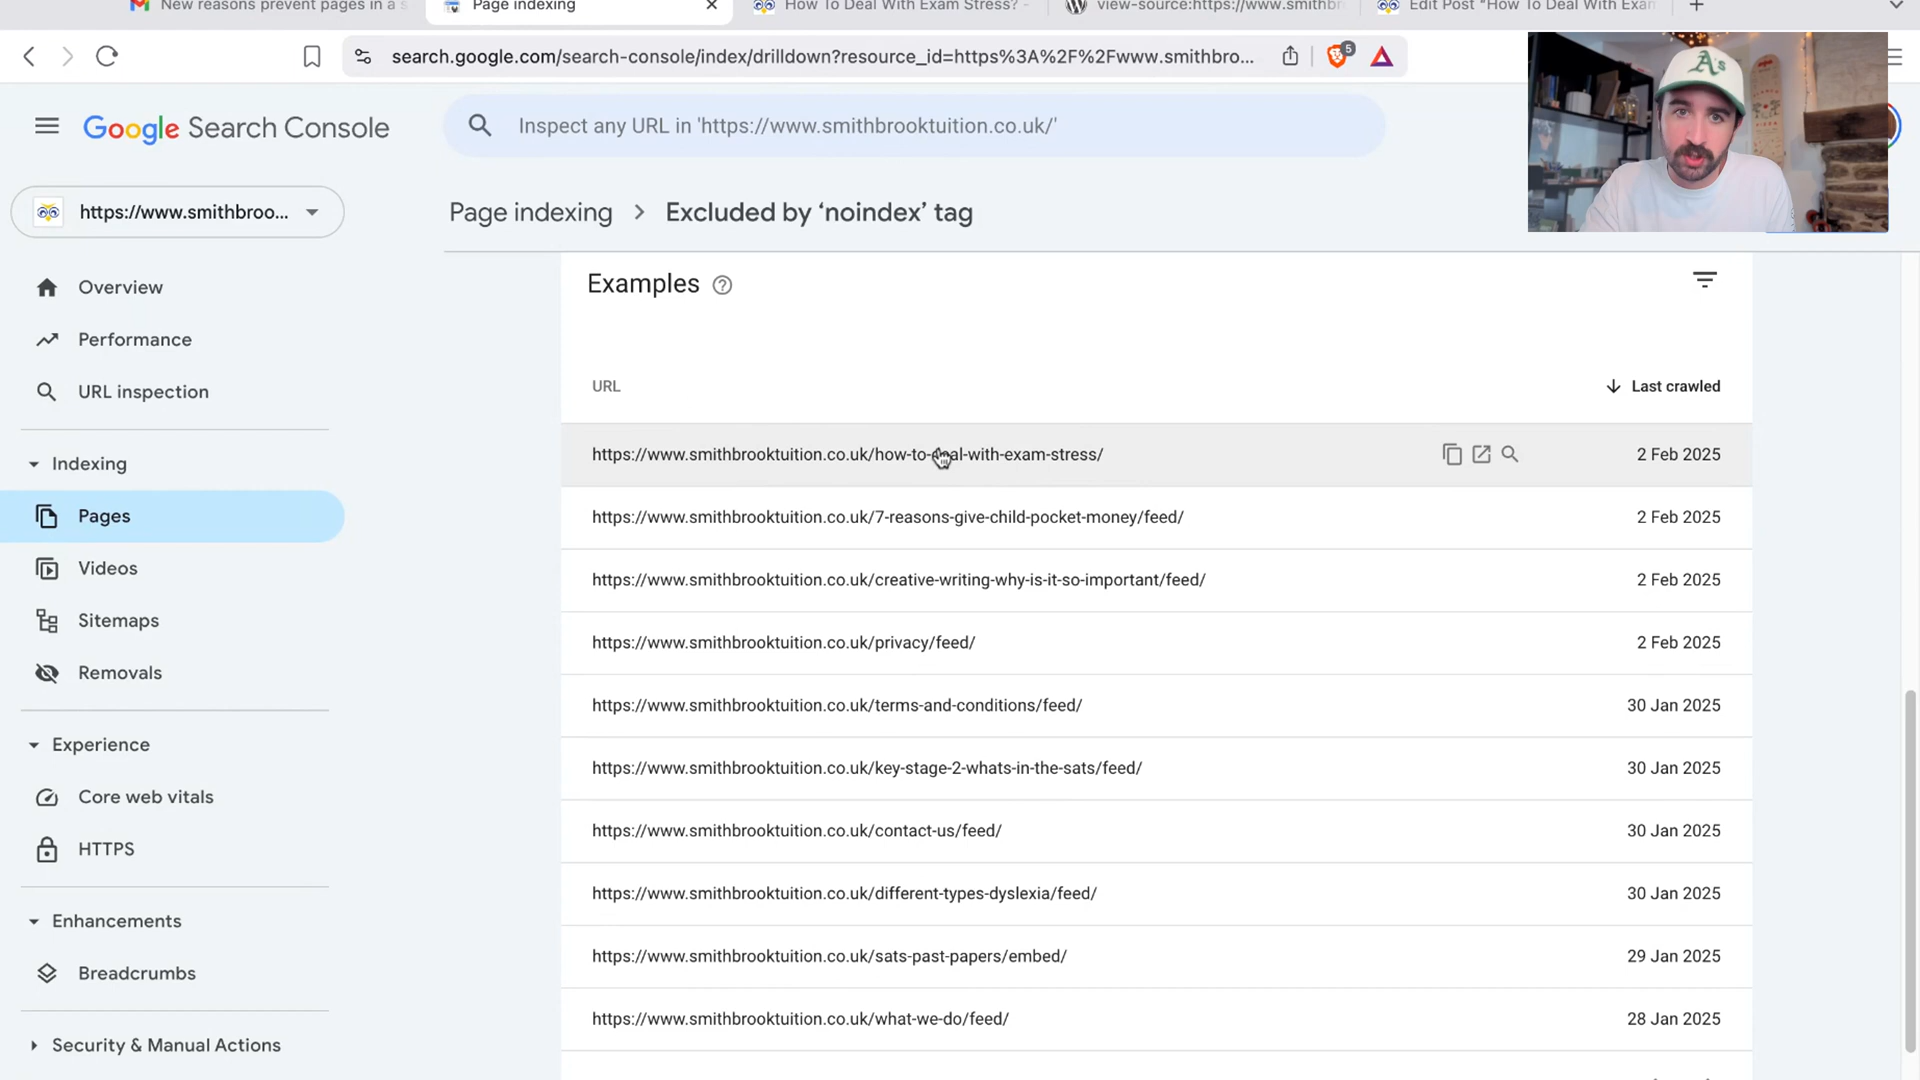 New reasons prevent pages in a s
Page indexing
How To Deal With Exam Stress? -
view-source:https://www.smithbr
Edit Post "How To Deal With Exam
search.google.com/search-console/index/drilldown?resource_id=https%3A%2F%2Fwww.smithbro...
5
Google Search Console
Inspect any URL in 'https://www.smithbrooktuition.co.uk/'
A's
https://www.smithbroo...
Page indexing > Excluded by ‘noindex’ tag
Overview
Performance
URL inspection
Indexing
Pages
Videos
Sitemaps
Removals
Experience
Core web vitals
HTTPS
Enhancements
Breadcrumbs
Security & Manual Actions
Examples
URL Last crawled
https://www.smithbrooktuition.co.uk/how-to-deal-with-exam-stress/ 2 Feb 2025
https://www.smithbrooktuition.co.uk/7-reasons-give-child-pocket-money/feed/ 2 Feb 2025
https://www.smithbrooktuition.co.uk/creative-writing-why-is-it-so-important/feed/ 2 Feb 2025
https://www.smithbrooktuition.co.uk/privacy/feed/ 2 Feb 2025
https://www.smithbrooktuition.co.uk/terms-and-conditions/feed/ 30 Jan 2025
https://www.smithbrooktuition.co.uk/key-stage-2-whats-in-the-sats/feed/ 30 Jan 2025
https://www.smithbrooktuition.co.uk/contact-us/feed/ 30 Jan 2025
https://www.smithbrooktuition.co.uk/different-types-dyslexia/feed/ 30 Jan 2025
https://www.smithbrooktuition.co.uk/sats-past-papers/embed/ 29 Jan 2025
https://www.smithbrooktuition.co.uk/what-we-do/feed/ 28 Jan 2025